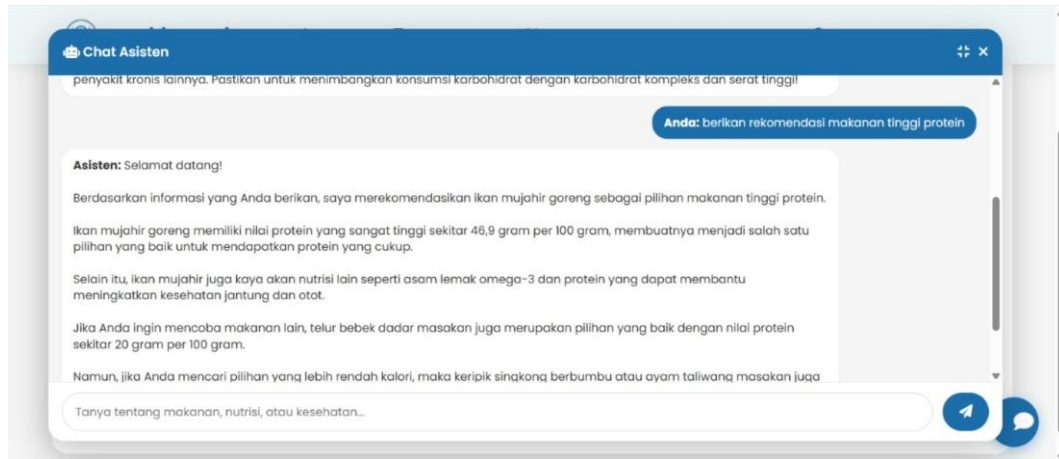 Chat Asisten
penyakit kronis lainnya. Pastikan untuk menimbangkan konsumsi karbohidrat dengan karbohidrat kompleks dan serat tinggi!
Anda: berikan rekomendasi makanan tinggi protein
Asisten: Selamat datang!
Berdasarkan informasi yang Anda berikan, saya merekomendasikan ikan mujahir goreng sebagai pilihan makanan tinggi protein.
Ikan mujahir goreng memiliki nilai protein yang sangat tinggi sekitar 46,9 gram per 100 gram, membuatnya menjadi salah satu
pilihan yang baik untuk mendapatkan protein yang cukup.
Selain itu, ikan mujahir juga kaya akan nutrisi lain seperti asam lemak omega-3 dan protein yang dapat membantu
meningkatkan kesehatan jantung dan otot.
Jika Anda ingin mencoba makanan lain, telur bebek dadar masakan juga merupakan pilihan yang baik dengan nilai protein
sekitar 20 gram per 100 gram.
Namun, jika Anda mencari pilihan yang lebih rendah kalori, maka keripik singkong berbumbu atau ayam taliwang masakan juga
Tanya tentang makanan, nutrisi, atau kesehatan...